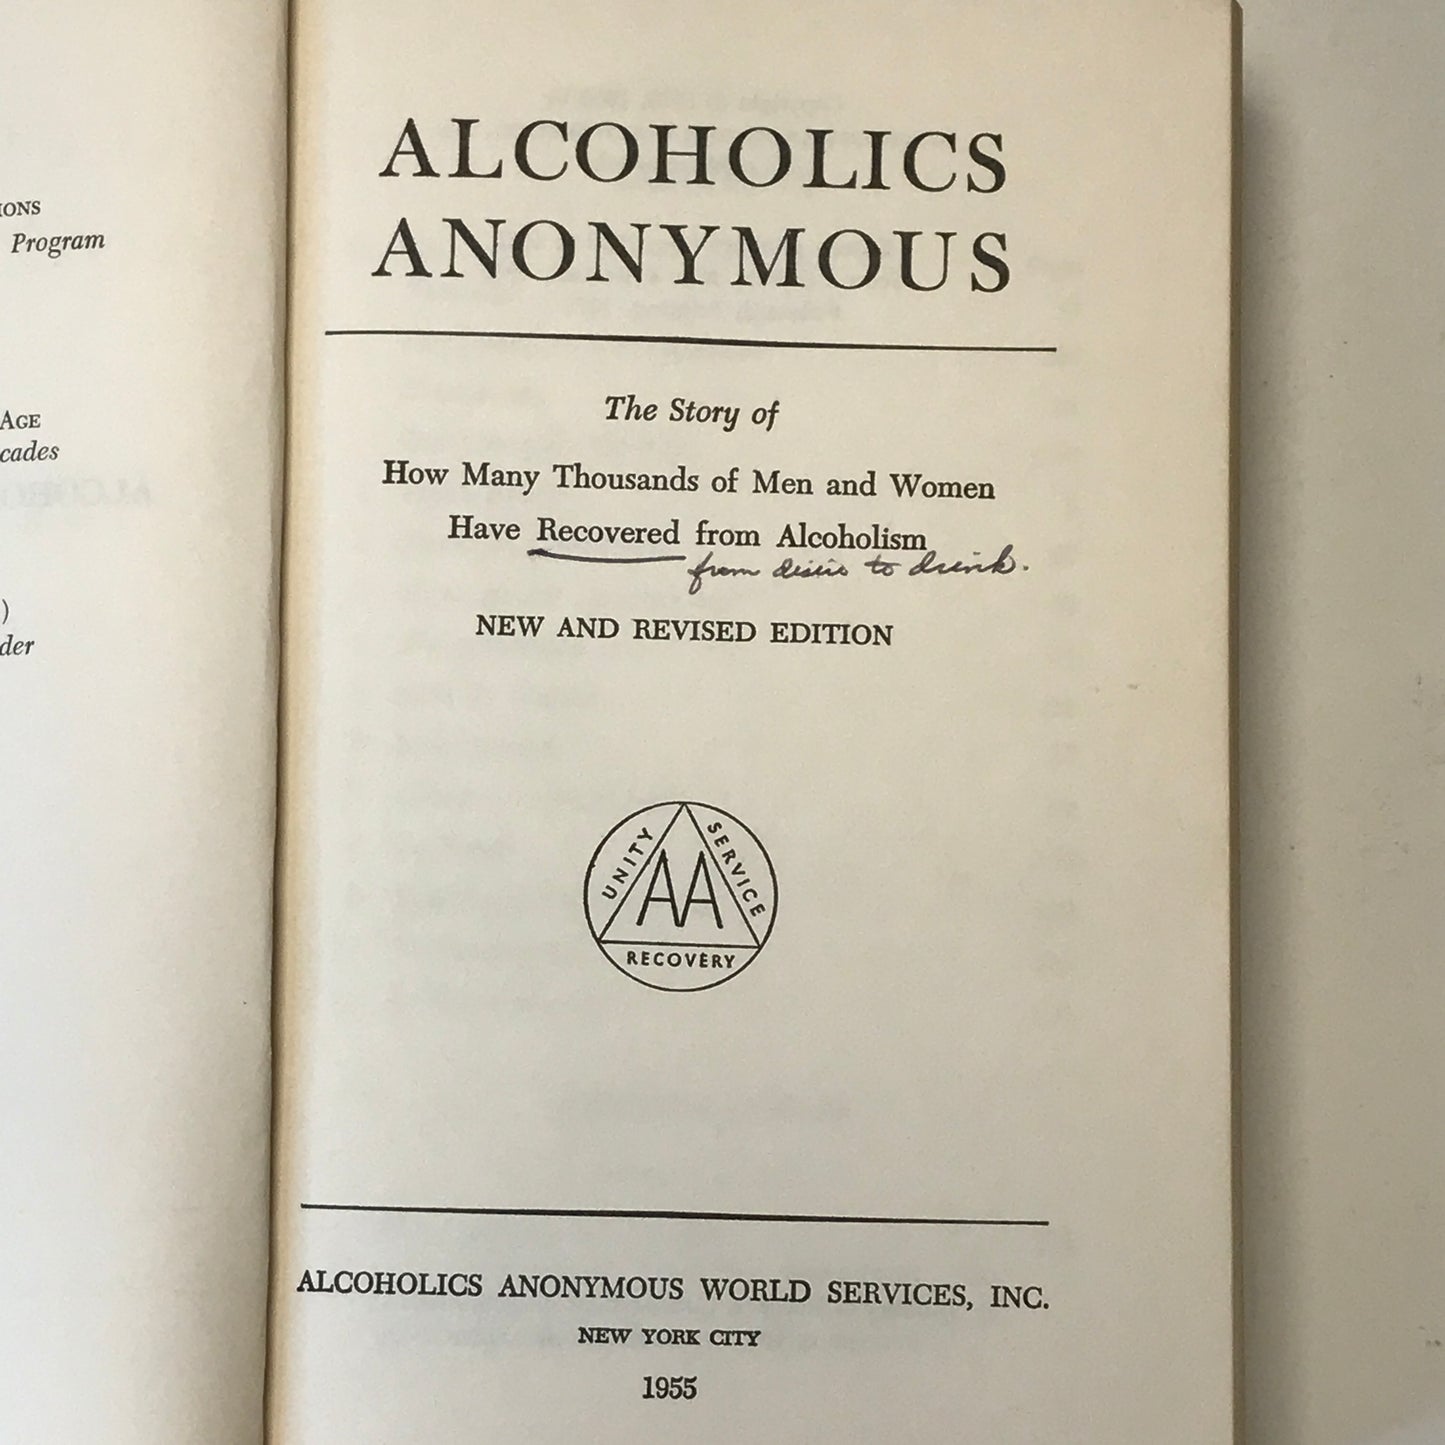 IONS
Program
AGE
cades
)
der
ALCOHOLICS
ANONYMOUS
The Story of
How Many Thousands of Men and Women
Have Recovered from Alcoholism
from desire to drink.
NEW AND REVISED EDITION
UNITY
SERVICE
AA
RECOVERY
ALCOHOLICS ANONYMOUS WORLD SERVICES, INC.
NEW YORK CITY
1955